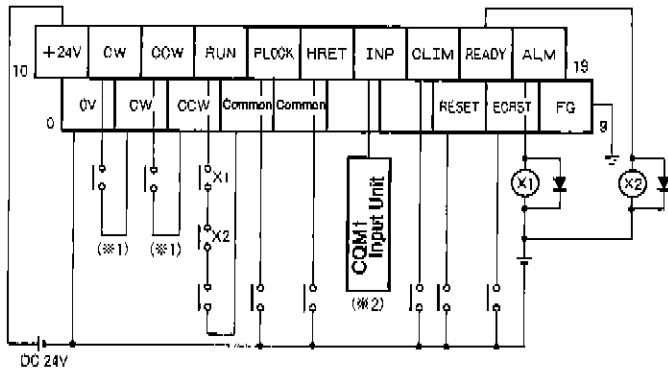 +24V CW CCW RUN PLOCK HRET INP CLIM READY ALM
10 19
0V CW CCW Common Common RESET ECRST FG
0 9
X1
X2
CQM1
Input Unit
X1 X2
(※1) (※1) (※2)
DC 24V